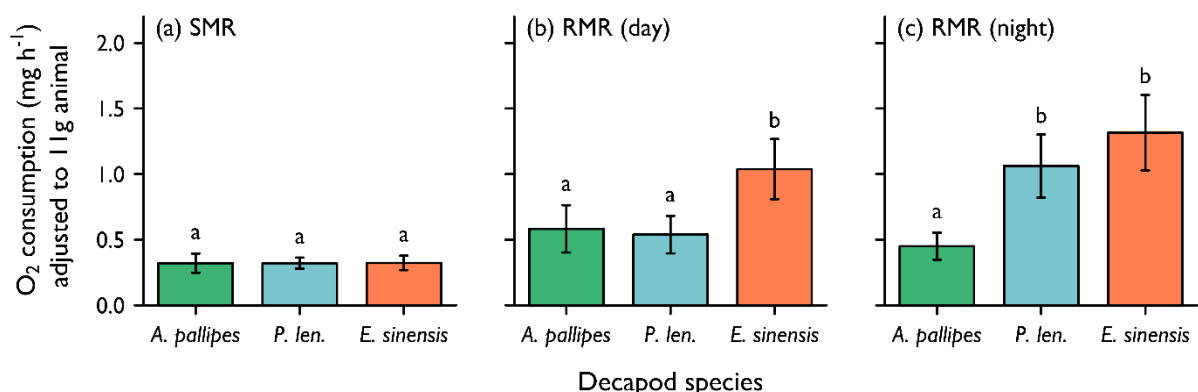 (a) SMR
(b) RMR (day)
(c) RMR (night)
O₂ consumption (mg h⁻¹)
adjusted to 11g animal
2.0
1.5
1.0
0.5
0.0
a
a
a
a
a
b
a
b
b
A. pallipes
P. len.
E. sinensis
A. pallipes
P. len.
E. sinensis
A. pallipes
P. len.
E. sinensis
Decapod species